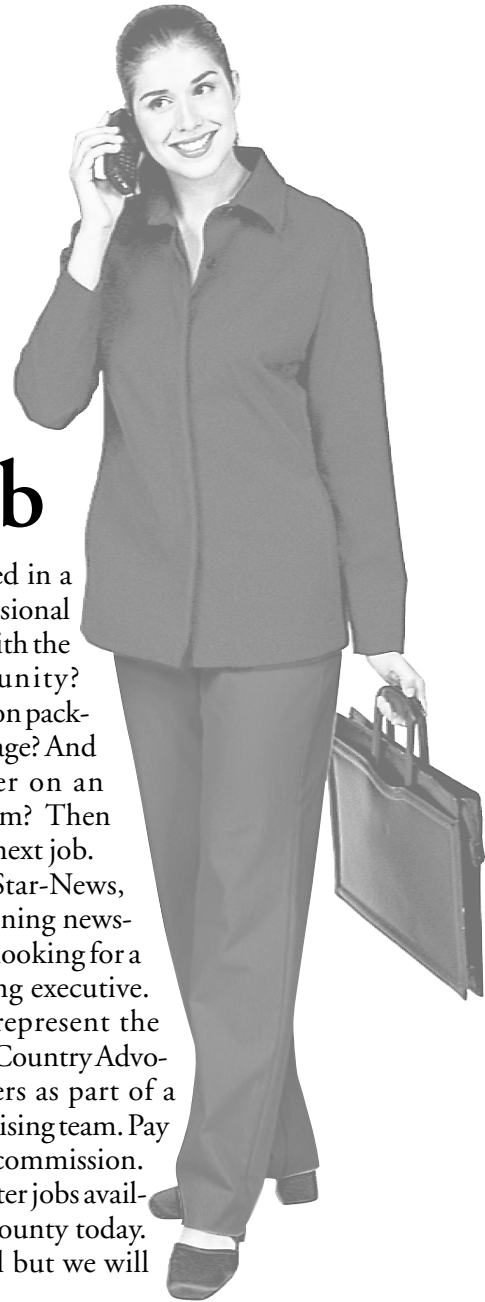 b
ed in a
sional
ith the
unity?
on pack-
age? And
er on an
m? Then
next job.
Star-News,
ning news-
looking for a
ng executive.
represent the
Country Advo-
ers as part of a
ising team. Pay
commission.
ter jobs avail-
ounty today.
l but we will